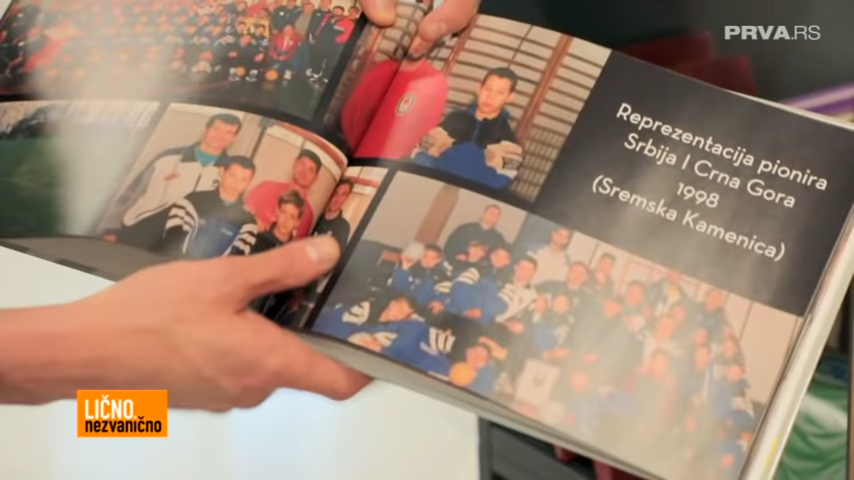 PRVA.RS
Reprezentacija pionira
Srbija I Crna Gora
1998
(Sremska Kamenica)
LIČNO,
nezvanično